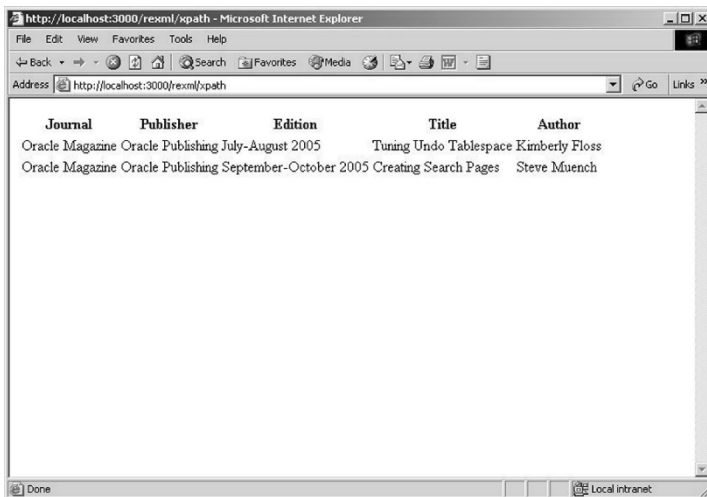 http://localhost:3000/rexml/xpath - Microsoft Internet Explorer
File Edit View Favorites Tools Help
Back Search Favorites Media
Address http://localhost:3000/rexml/xpath Go Links »
Journal Publisher Edition Title Author
Oracle Magazine Oracle Publishing July-August 2005 Tuning Undo Tablespace Kimberly Floss
Oracle Magazine Oracle Publishing September-October 2005 Creating Search Pages Steve Muench
Done Local intranet